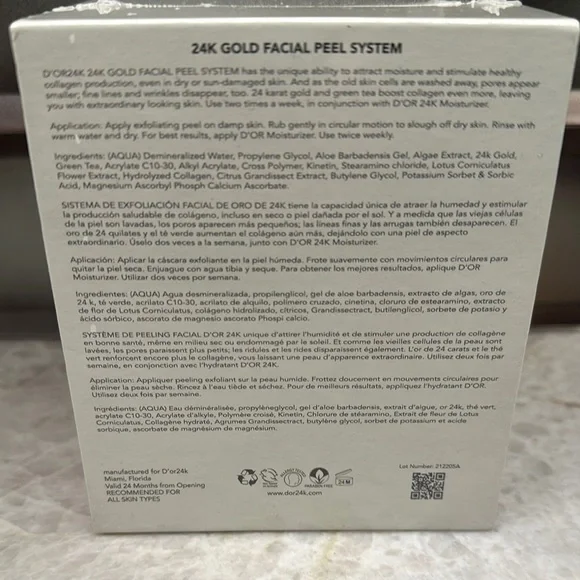 24K GOLD FACIAL PEEL SYSTEM
D'OR24K 24K GOLD FACIAL PEEL SYSTEM has the unique ability to attract moisture and stimulate healthy
collagen production, even in dry or sun-damaged skin. And as the old skin cells are washed away, pores appear
smaller; fine lines and wrinkles disappear, too. 24 karat gold and green tea boost collagen even more, leaving
you with extraordinary looking skin. Use two times a week, in conjunction with D'OR 24K Moisturizer.
Application: Apply exfoliating peel on damp skin. Rub gently in circular motion to slough off dry skin. Rinse with
warm water and dry. For best results, apply D'OR Moisturizer. Use twice weekly.
Ingredients: (AQUA) Demineralized Water, Propylene Glycol, Aloe Barbadensis Gel, Algae Extract, 24k Gold,
Green Tea, Acrylate C10-30, Alkyl Acrylate, Cross Polymer, Kinetin, Stearamino chloride, Lotus Corniculatus
Flower Extract, Hydrolyzed Collagen, Citrus Grandissect Extract, Butylene Glycol, Potassium Sorbate & Sorbic
Acid, Magnesium Ascorbyl Phosph Calcium Ascorbate.
SISTEMA DE EXFOLIACIÓN FACIAL DE ORO DE 24K tiene la capacidad única de atraer la humedad y estimular
la producción saludable de colágeno, incluso en seco o piel dañada por el sol. Y a medida que las viejas células
de la piel son lavadas, los poros aparecen más pequeños; las líneas finas y las arrugas también desaparecen. El
oro de 24 quilates y el té verde aumentan el colágeno aún más, dejándolo con una piel de aspecto
extraordinario. Úselo dos veces a la semana, junto con D'OR 24K Moisturizer.
Aplicación: Aplicar la cáscara exfoliante en la piel húmeda. Frote suavemente con movimientos circulares para
quitar la piel seca. Enjuague con agua tibia y seque. Para obtener los mejores resultados, aplique D'OR
Moisturizer. Utilizar dos veces por semana.
Ingredientes: (AQUA) Agua desmineralizada, propilenglicol, gel de aloe barbadensis, extracto de algas, oro de
24 k, té verde, acrilato C10-30, acrilato de alquilo, polímero cruzado, cinetina, cloruro de estearamino, extracto
de flor de Lotus Corniculatus, colágeno hidrolizado, cítricos, Grandissectract, butilenglicol, sorbato de potasio y
ácido sórbico, ascorbato de magnesio ascorato Phospl calcio.
SYSTÈME DE PEELING FACIAL D'OR 24K unique d'attirer l'humidité et de stimuler une production de collagène
en bonne santé, même en milieu sec ou endommagé par le soleil. Et comme les vieilles cellules de la peau sont
lavées, les pores paraissent plus petits; les ridules et les rides disparaissent également. L'or de 24 carats et le thé
vert renforcent encore plus le collagène, vous laissant une peau d'apparence extraordinaire. Utilisez deux fois par
semaine, en conjonction avec l'hydratant D'OR 24K.
Application: Appliquer peeling exfoliant sur la peau humide. Frottez doucement en mouvements circulaires pour
éliminer la peau sèche. Rincez à l'eau tiède et séchez. Pour de meilleurs résultats, appliquez l'hydratant D'OR.
Utilisez deux fois par semaine.
Ingrédients: (AQUA) Eau déminéralisée, propylèneglycol, gel d'aloe barbadensis, Extrait d'algue, or 24k, thé vert,
acrylate C10-30, Acrylate d'alkyle, Polymère croisé, Kinetin, Chlorure de stéaramino, Extrait de fleur de Lotus
Corniculatus, Collagène hydraté, Agrumes Grandissectract, butylène glycol, sorbate de potassium et acide
sorbique, ascorbate de magnésium de magnésium.
manufactured for D'or24k
Miami, Florida
Valid 24 Months from Opening
RECOMMENDED FOR
ALL SKIN TYPES
PARABEN FREE
24 M
www.dor24k.com
Lot Number: 212205A